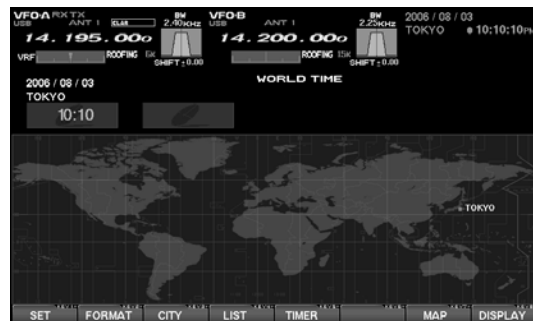 VFO-A RX TX BW VFO-B BW 2006 / 08 / 03
USB ANT 1 2.40KHz USB ANT 1 2.25KHz TOKYO 10:10:10PM
14. 195. 000 14. 200. 000
VRF ROOFING 6K ROOFING 15K
SHIFT ±0.00 SHIFT ±0.00
2006 / 08 / 03 WORLD TIME
TOKYO
10:10
TOKYO
SET FORMAT CITY LIST TIMER MAP DISPLAY